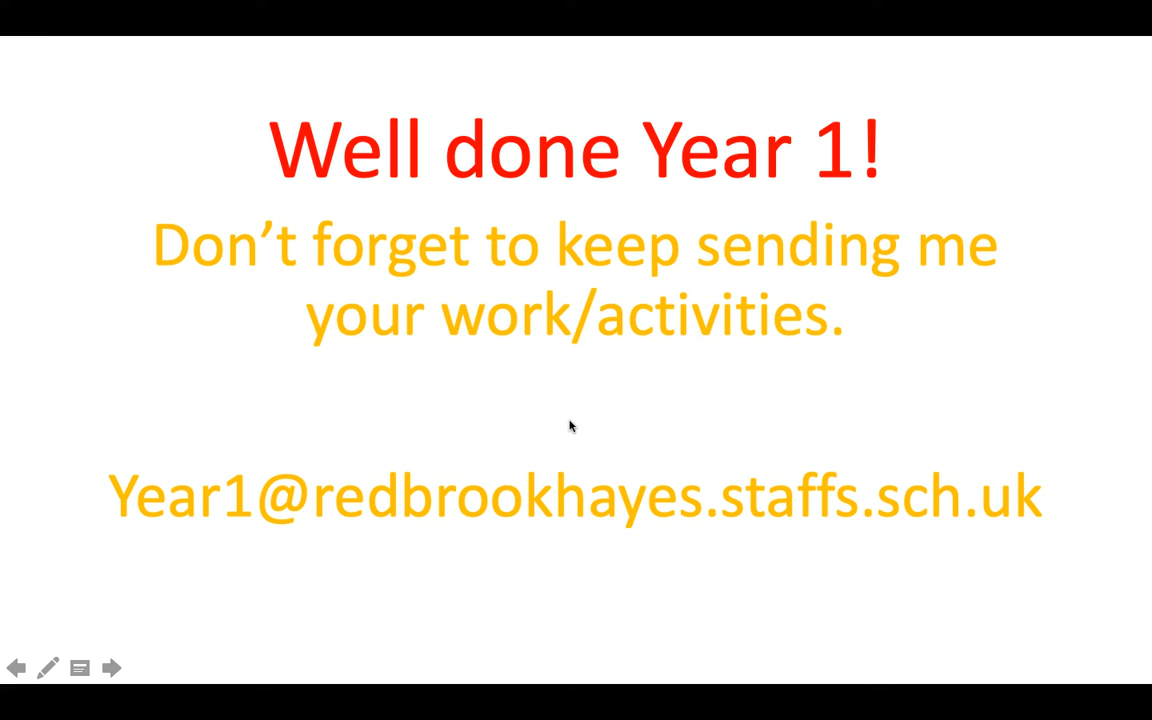 Well done Year 1!
Don’t forget to keep sending me
your work/activities.
Year1@redbrookhayes.staffs.sch.uk